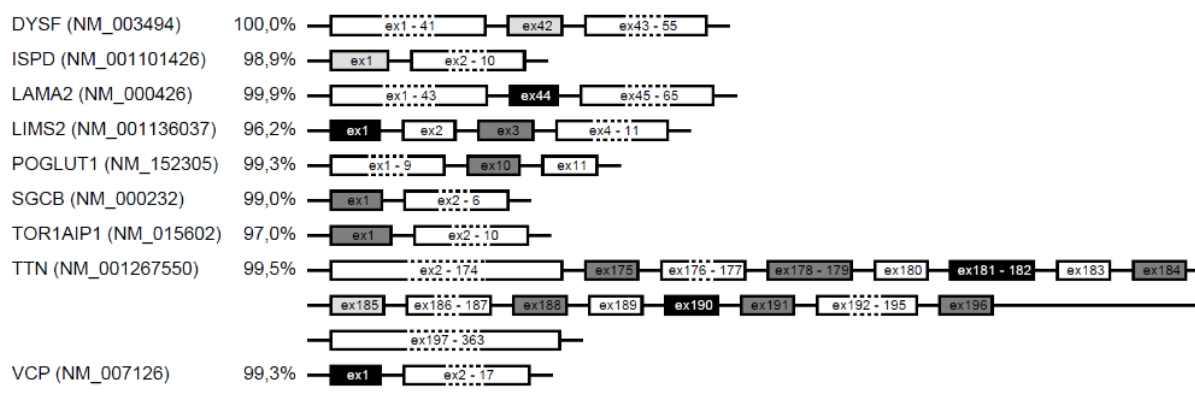 DYSF (NM_003494) 100,0% ex1 - 41 ex42 ex43 - 55
ISPD (NM_001101426) 98,9% ex1 ex2 - 10
LAMA2 (NM_000426) 99,9% ex1 - 43 ex44 ex45 - 65
LIMS2 (NM_001136037) 96,2% ex1 ex2 ex3 ex4 - 11
POGLUT1 (NM_152305) 99,3% ex1 - 9 ex10 ex11
SGCB (NM_000232) 99,0% ex1 ex2 - 6
TOR1AIP1 (NM_015602) 97,0% ex1 ex2 - 10
TTN (NM_001267550) 99,5% ex2 - 174 ex175 ex176 - 177 ex178 - 179 ex180 ex181 - 182 ex183 ex184
ex185 ex186 - 187 ex188 ex189 ex190 ex191 ex192 - 195 ex196
ex197 - 363
VCP (NM_007126) 99,3% ex1 ex2 - 17